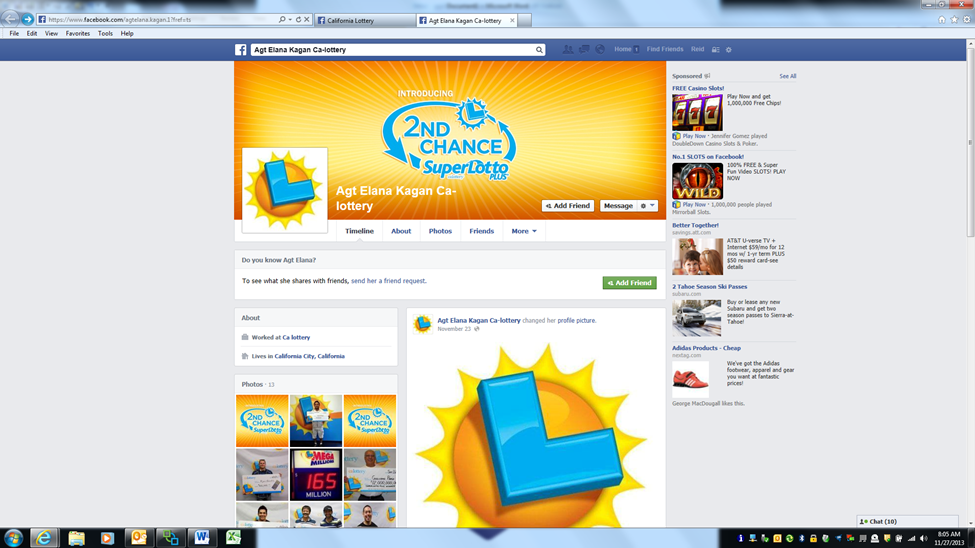 https://www.facebook.com/agtelana.kagan.1?fref=ts
California Lottery
Agt Elana Kagan Ca-lottery
File Edit View Favorites Tools Help
Agt Elana Kagan Ca-lottery
Home 1 Find Friends
INTRODUCING
2ND CHANCE
SuperLotto PLUS
Agt Elana Kagan Ca-
lottery
Add Friend
Message
Timeline About Photos Friends More
Do you know Agt Elana?
To see what she shares with friends, send her a friend request.
Add Friend
About
Worked at Ca lottery
Lives in California City, California
Photos · 13
2ND CHANCE
SuperLotto
2ND CHANCE
SuperLotto
MEGA
MILLION
165
MILLION
Agt Elana Kagan Ca-lottery changed her profile picture.
November 23
Sponsored
See All
FREE Casino Slots!
Play Now and get
1,000,000 Free Chips!
Play Now · Jennifer Gomez played
DoubleDown Casino Slots & Poker.
No.1 SLOTS on Facebook!
WILD
100% FREE & Super
Fun Video SLOTS! PLAY
NOW
Play Now · 1,000,000 people played
Mirrorball Slots.
Better Together!
savings.att.com
AT&T U-verse TV +
Internet $59/mo for 12
mos w/ 1-yr term PLUS
$50 reward card-see
details
2 Tahoe Season Ski Passes
subaru.com
Buy or lease any new
Subaru and get two
season passes to Sierra-at-
Tahoe!
Adidas Products - Cheap
nextag.com
We've got the Adidas
footwear, apparel and gear
you want at fantastic
prices!
George MacDougall likes this.
Chat (10)
8:05 AM
11/27/2013